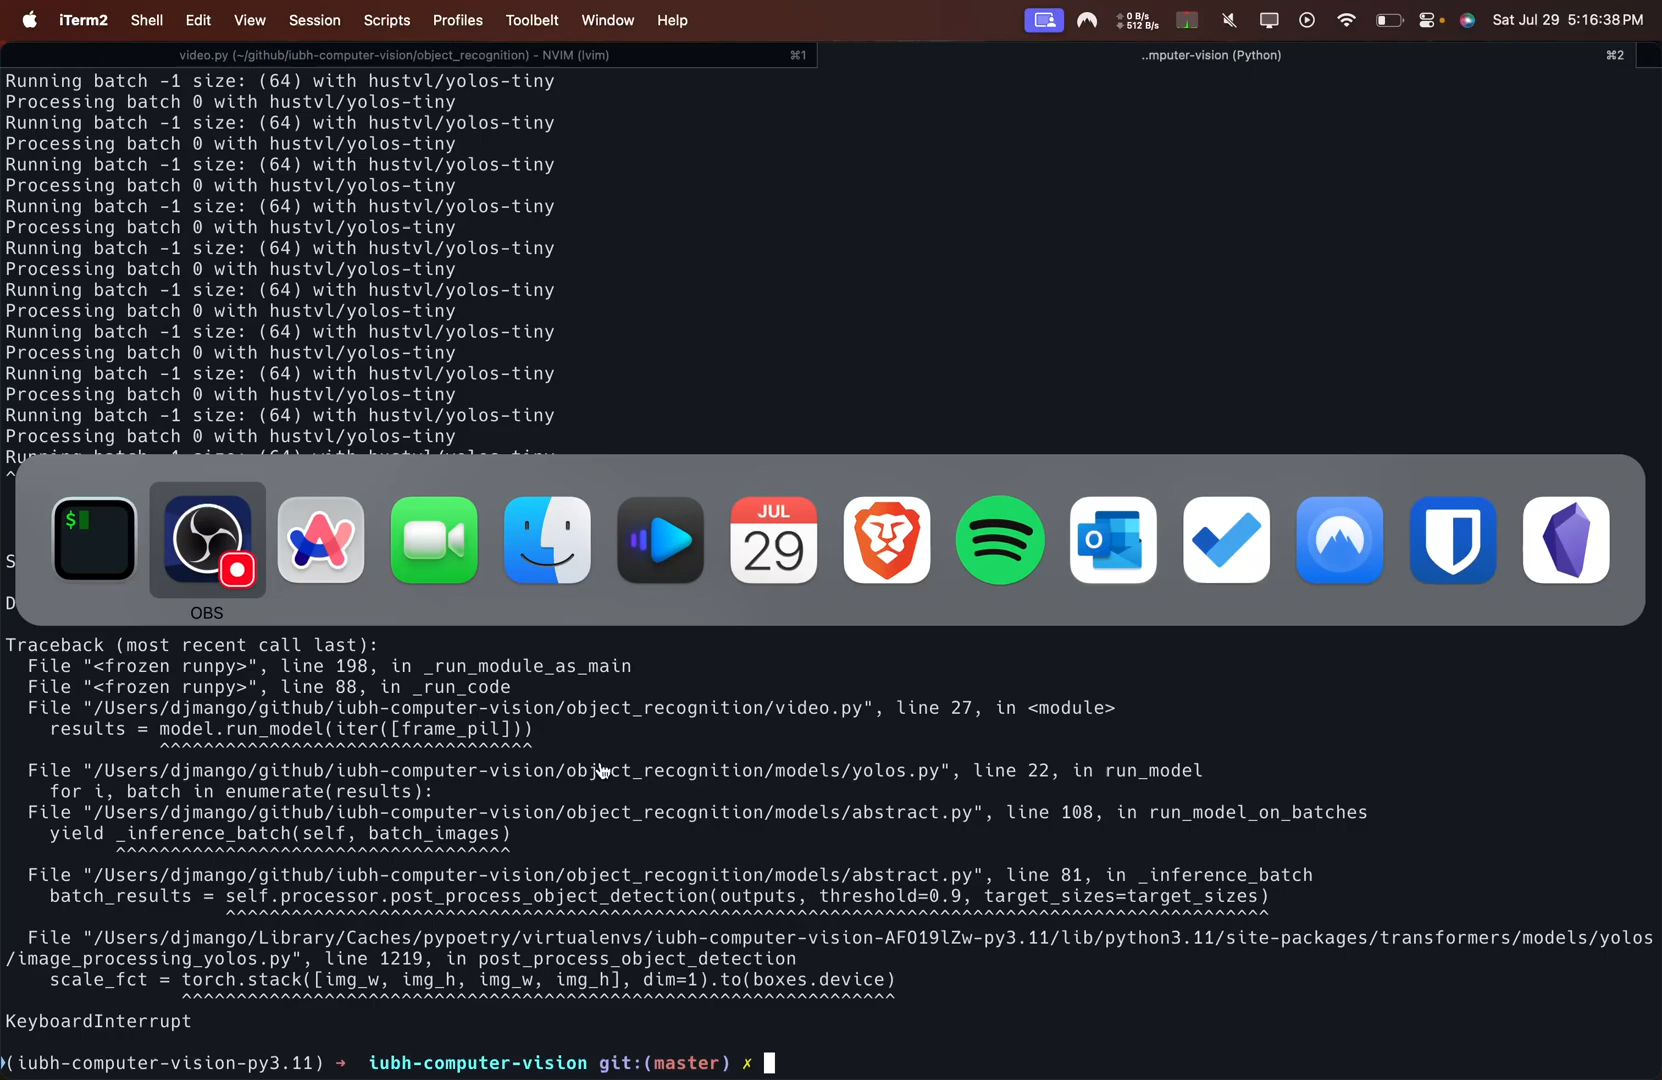 iTerm2 Shell Edit View Session Scripts Profiles Toolbelt Window Help 0 B/s 512 B/s Sat Jul 29 5:16:38 PM
video.py (~/github/iubh-computer-vision/object_recognition) - NVIM (lvim) ⌘1 ..mputer-vision (Python) ⌘2
Running batch -1 size: (64) with hustvl/yolos-tiny
Processing batch 0 with hustvl/yolos-tiny
Running batch -1 size: (64) with hustvl/yolos-tiny
Processing batch 0 with hustvl/yolos-tiny
Running batch -1 size: (64) with hustvl/yolos-tiny
Processing batch 0 with hustvl/yolos-tiny
Running batch -1 size: (64) with hustvl/yolos-tiny
Processing batch 0 with hustvl/yolos-tiny
Running batch -1 size: (64) with hustvl/yolos-tiny
Processing batch 0 with hustvl/yolos-tiny
Running batch -1 size: (64) with hustvl/yolos-tiny
Processing batch 0 with hustvl/yolos-tiny
Running batch -1 size: (64) with hustvl/yolos-tiny
Processing batch 0 with hustvl/yolos-tiny
Running batch -1 size: (64) with hustvl/yolos-tiny
Processing batch 0 with hustvl/yolos-tiny
Running batch -1 size: (64) with hustvl/yolos-tiny
Processing batch 0 with hustvl/yolos-tiny
Running batch -1 size: (64) with hustvl/yolos-tiny
^
$ JUL 29
S
D
OBS
Traceback (most recent call last):
File "<frozen runpy>", line 198, in _run_module_as_main
File "<frozen runpy>", line 88, in _run_code
File "/Users/djmango/github/iubh-computer-vision/object_recognition/video.py", line 27, in <module>
results = model.run_model(iter([frame_pil]))
^^^^^^^^^^^^^^^^^^^^^^^^^^^^^^^^^^
File "/Users/djmango/github/iubh-computer-vision/object_recognition/models/yolos.py", line 22, in run_model
for i, batch in enumerate(results):
File "/Users/djmango/github/iubh-computer-vision/object_recognition/models/abstract.py", line 108, in run_model_on_batches
yield _inference_batch(self, batch_images)
^^^^^^^^^^^^^^^^^^^^^^^^^^^^^^^^^^^^
File "/Users/djmango/github/iubh-computer-vision/object_recognition/models/abstract.py", line 81, in _inference_batch
batch_results = self.processor.post_process_object_detection(outputs, threshold=0.9, target_sizes=target_sizes)
^^^^^^^^^^^^^^^^^^^^^^^^^^^^^^^^^^^^^^^^^^^^^^^^^^^^^^^^^^^^^^^^^^^^^^^^^^^^^^^^^^^^^^^^^^^^^^^
File "/Users/djmango/Library/Caches/pypoetry/virtualenvs/iubh-computer-vision-AFO19lZw-py3.11/lib/python3.11/site-packages/transformers/models/yolos
/image_processing_yolos.py", line 1219, in post_process_object_detection
scale_fct = torch.stack([img_w, img_h, img_w, img_h], dim=1).to(boxes.device)
^^^^^^^^^^^^^^^^^^^^^^^^^^^^^^^^^^^^^^^^^^^^^^^^^^^^^^^^^^^^^^^^^
KeyboardInterrupt
(iubh-computer-vision-py3.11) → iubh-computer-vision git:(master) ✗